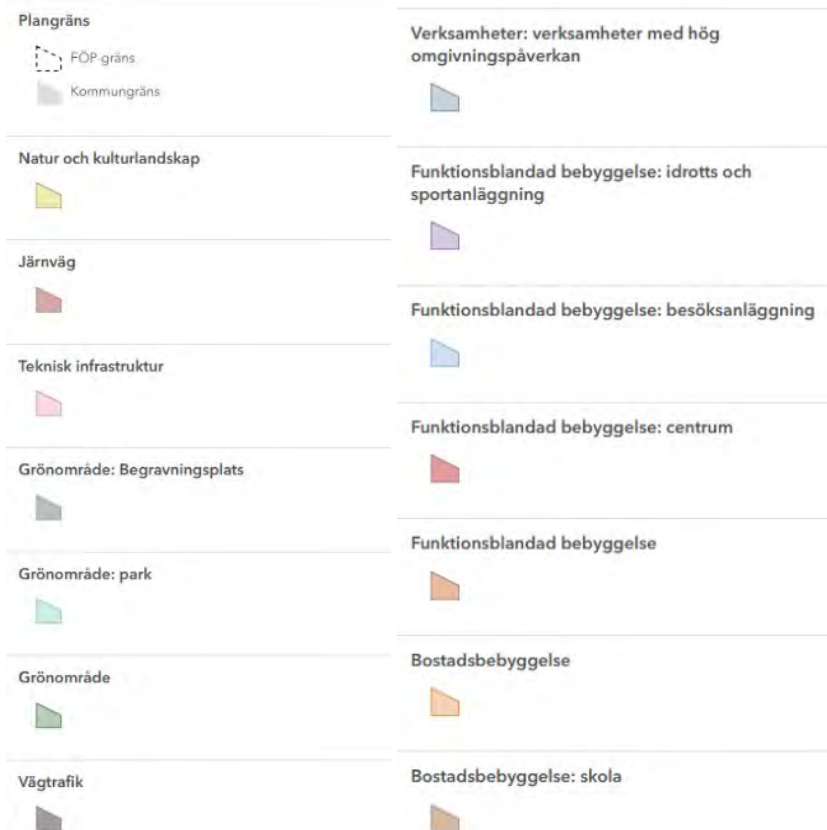 Plangräns
FÖP-gräns
Kommungräns
Natur och kulturlandskap
Järnväg
Teknisk infrastruktur
Grönområde: Begravningsplats
Grönområde: park
Grönområde
Vägtrafik
Verksamheter: verksamheter med hög
omgivningspåverkan
Funktionsblandad bebyggelse: idrotts och
sportanläggning
Funktionsblandad bebyggelse: besöksanläggning
Funktionsblandad bebyggelse: centrum
Funktionsblandad bebyggelse
Bostadsbebyggelse
Bostadsbebyggelse: skola